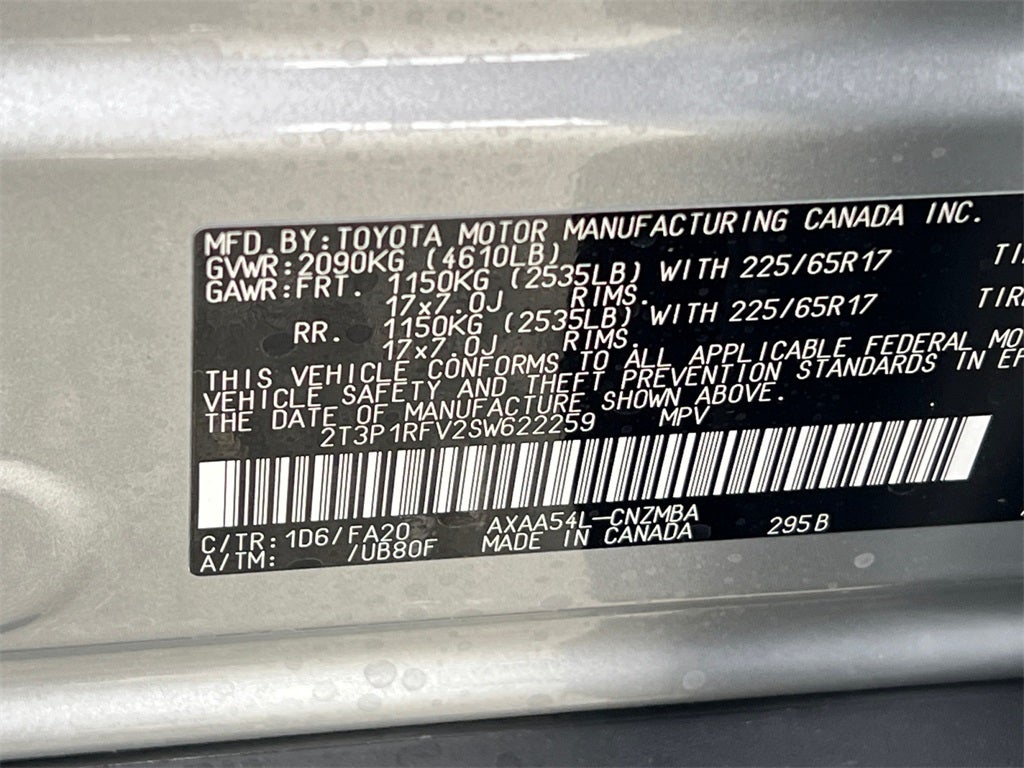 MFD.BY:TOYOTA MOTOR MANUFACTURING CANADA INC.
GVWR:2090KG (4610LB)
GAWR:FRT. 1150KG (2535LB) WITH 225/65R17
17x7.0J RIMS.
RR. 1150KG (2535LB) WITH 225/65R17
17x7.0J RIMS.
THIS VEHICLE CONFORMS TO ALL APPLICABLE FEDERAL
VEHICLE SAFETY AND THEFT PREVENTION STANDARDS IN
THE DATE OF MANUFACTURE SHOWN ABOVE.
2T3P1RFV2SW622259 MPV
C/TR: 1D6/FA20 AXAA54L-CNZMBA 295B
A/TM: /UB80F MADE IN CANADA